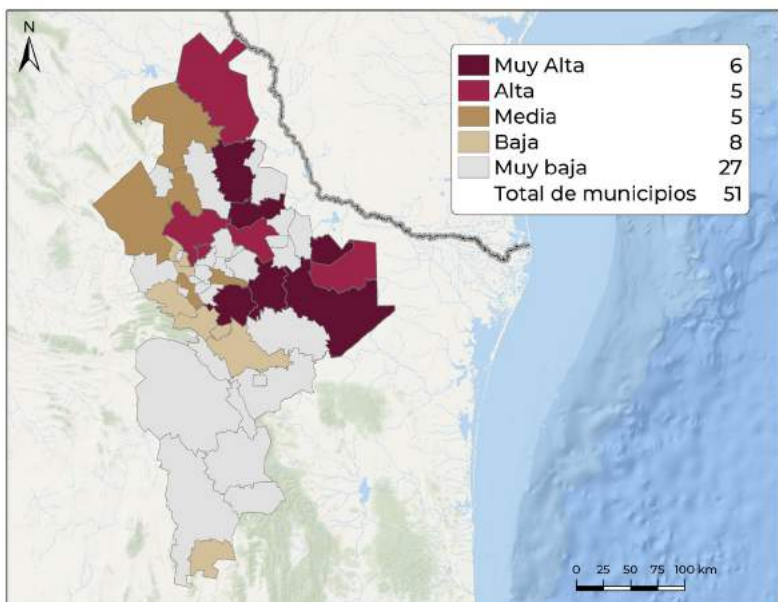 N
Muy Alta 6
Alta 5
Media 5
Baja 8
Muy baja 27
Total de municipios 51
0 25 50 75 100 km